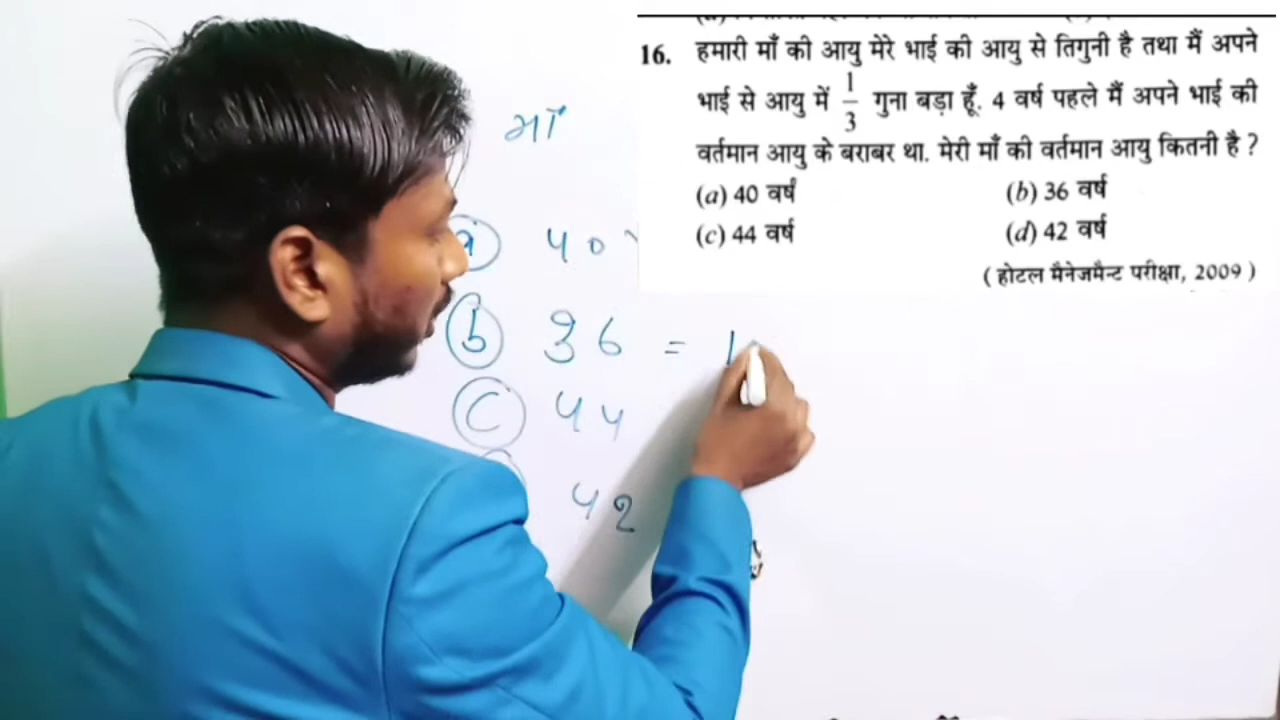 16. हमारी माँ की आयु मेरे भाई की आयु से तिगुनी है तथा मैं अपने
भाई से आयु में 1/3 गुना बड़ा हूँ. 4 वर्ष पहले मैं अपने भाई की
वर्तमान आयु के बराबर था. मेरी माँ की वर्तमान आयु कितनी है ?
(a) 40 वर्ष (b) 36 वर्ष
(c) 44 वर्ष (d) 42 वर्ष
( होटल मैनेजमैन्ट परीक्षा, 2009 )
माँ
a 40
b 36 = 1
C 44
42